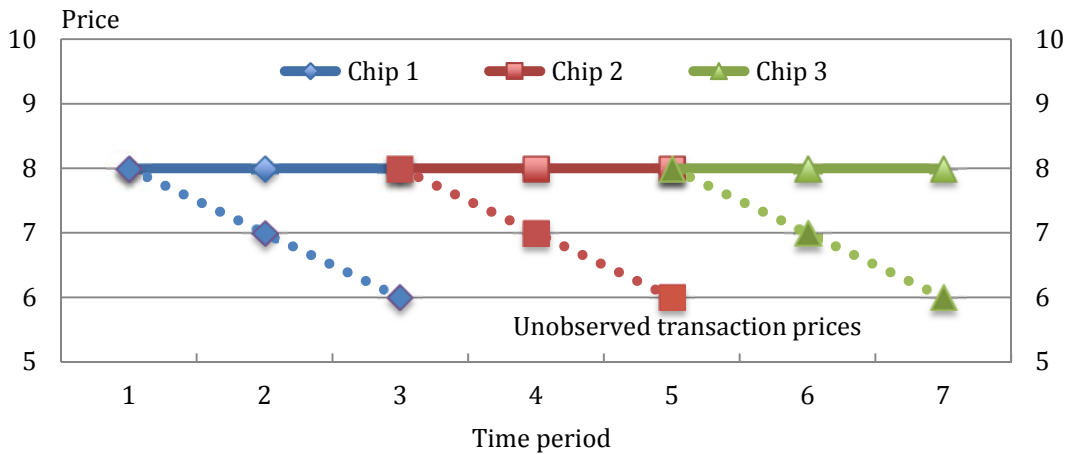 Price
10 10
Chip 1 Chip 2 Chip 3
9 9
8 8
7 7
6 6
Unobserved transaction prices
5 5
1 2 3 4 5 6 7
Time period